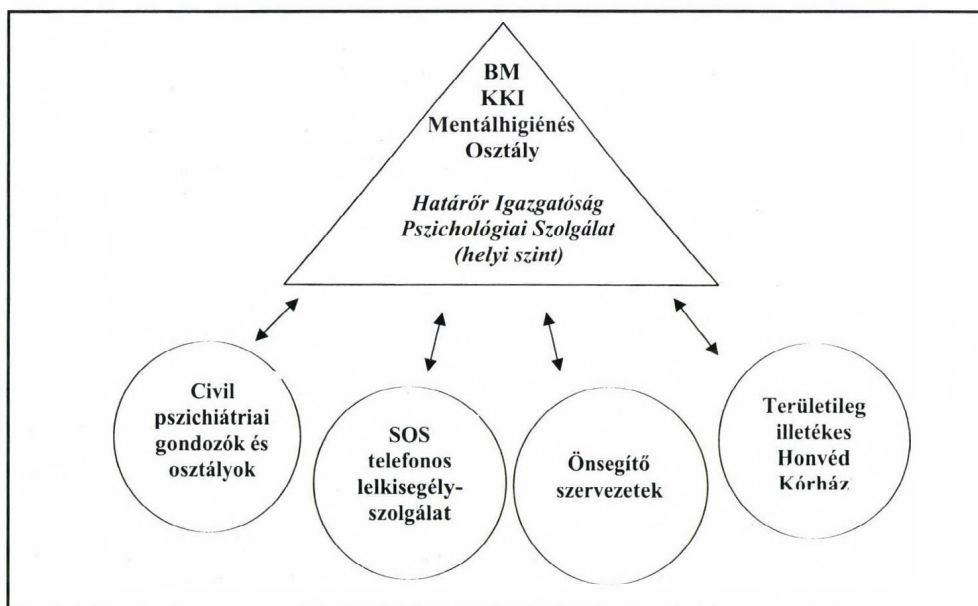 BM
KKI
Mentálhigiénés
Osztály
Határőr Igazgatóság
Pszichológiai Szolgálat
(helyi szint)
Civil
pszichiátriai
gondozók és
osztályok
SOS
telefonos
lelkisegély-
szolgálat
Önsegítő
szervezetek
Területileg
illetékes
Honvéd
Kórház